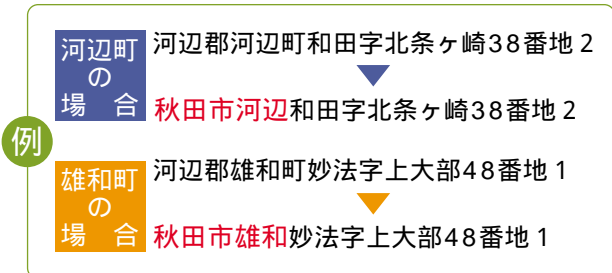 例
河辺町
の
場合
河辺郡河辺町和田字北条ヶ崎38番地2
秋田市河辺和田字北条ヶ崎38番地2
雄和町
の
場合
河辺郡雄和町妙法字上大部48番地1
秋田市雄和妙法字上大部48番地1